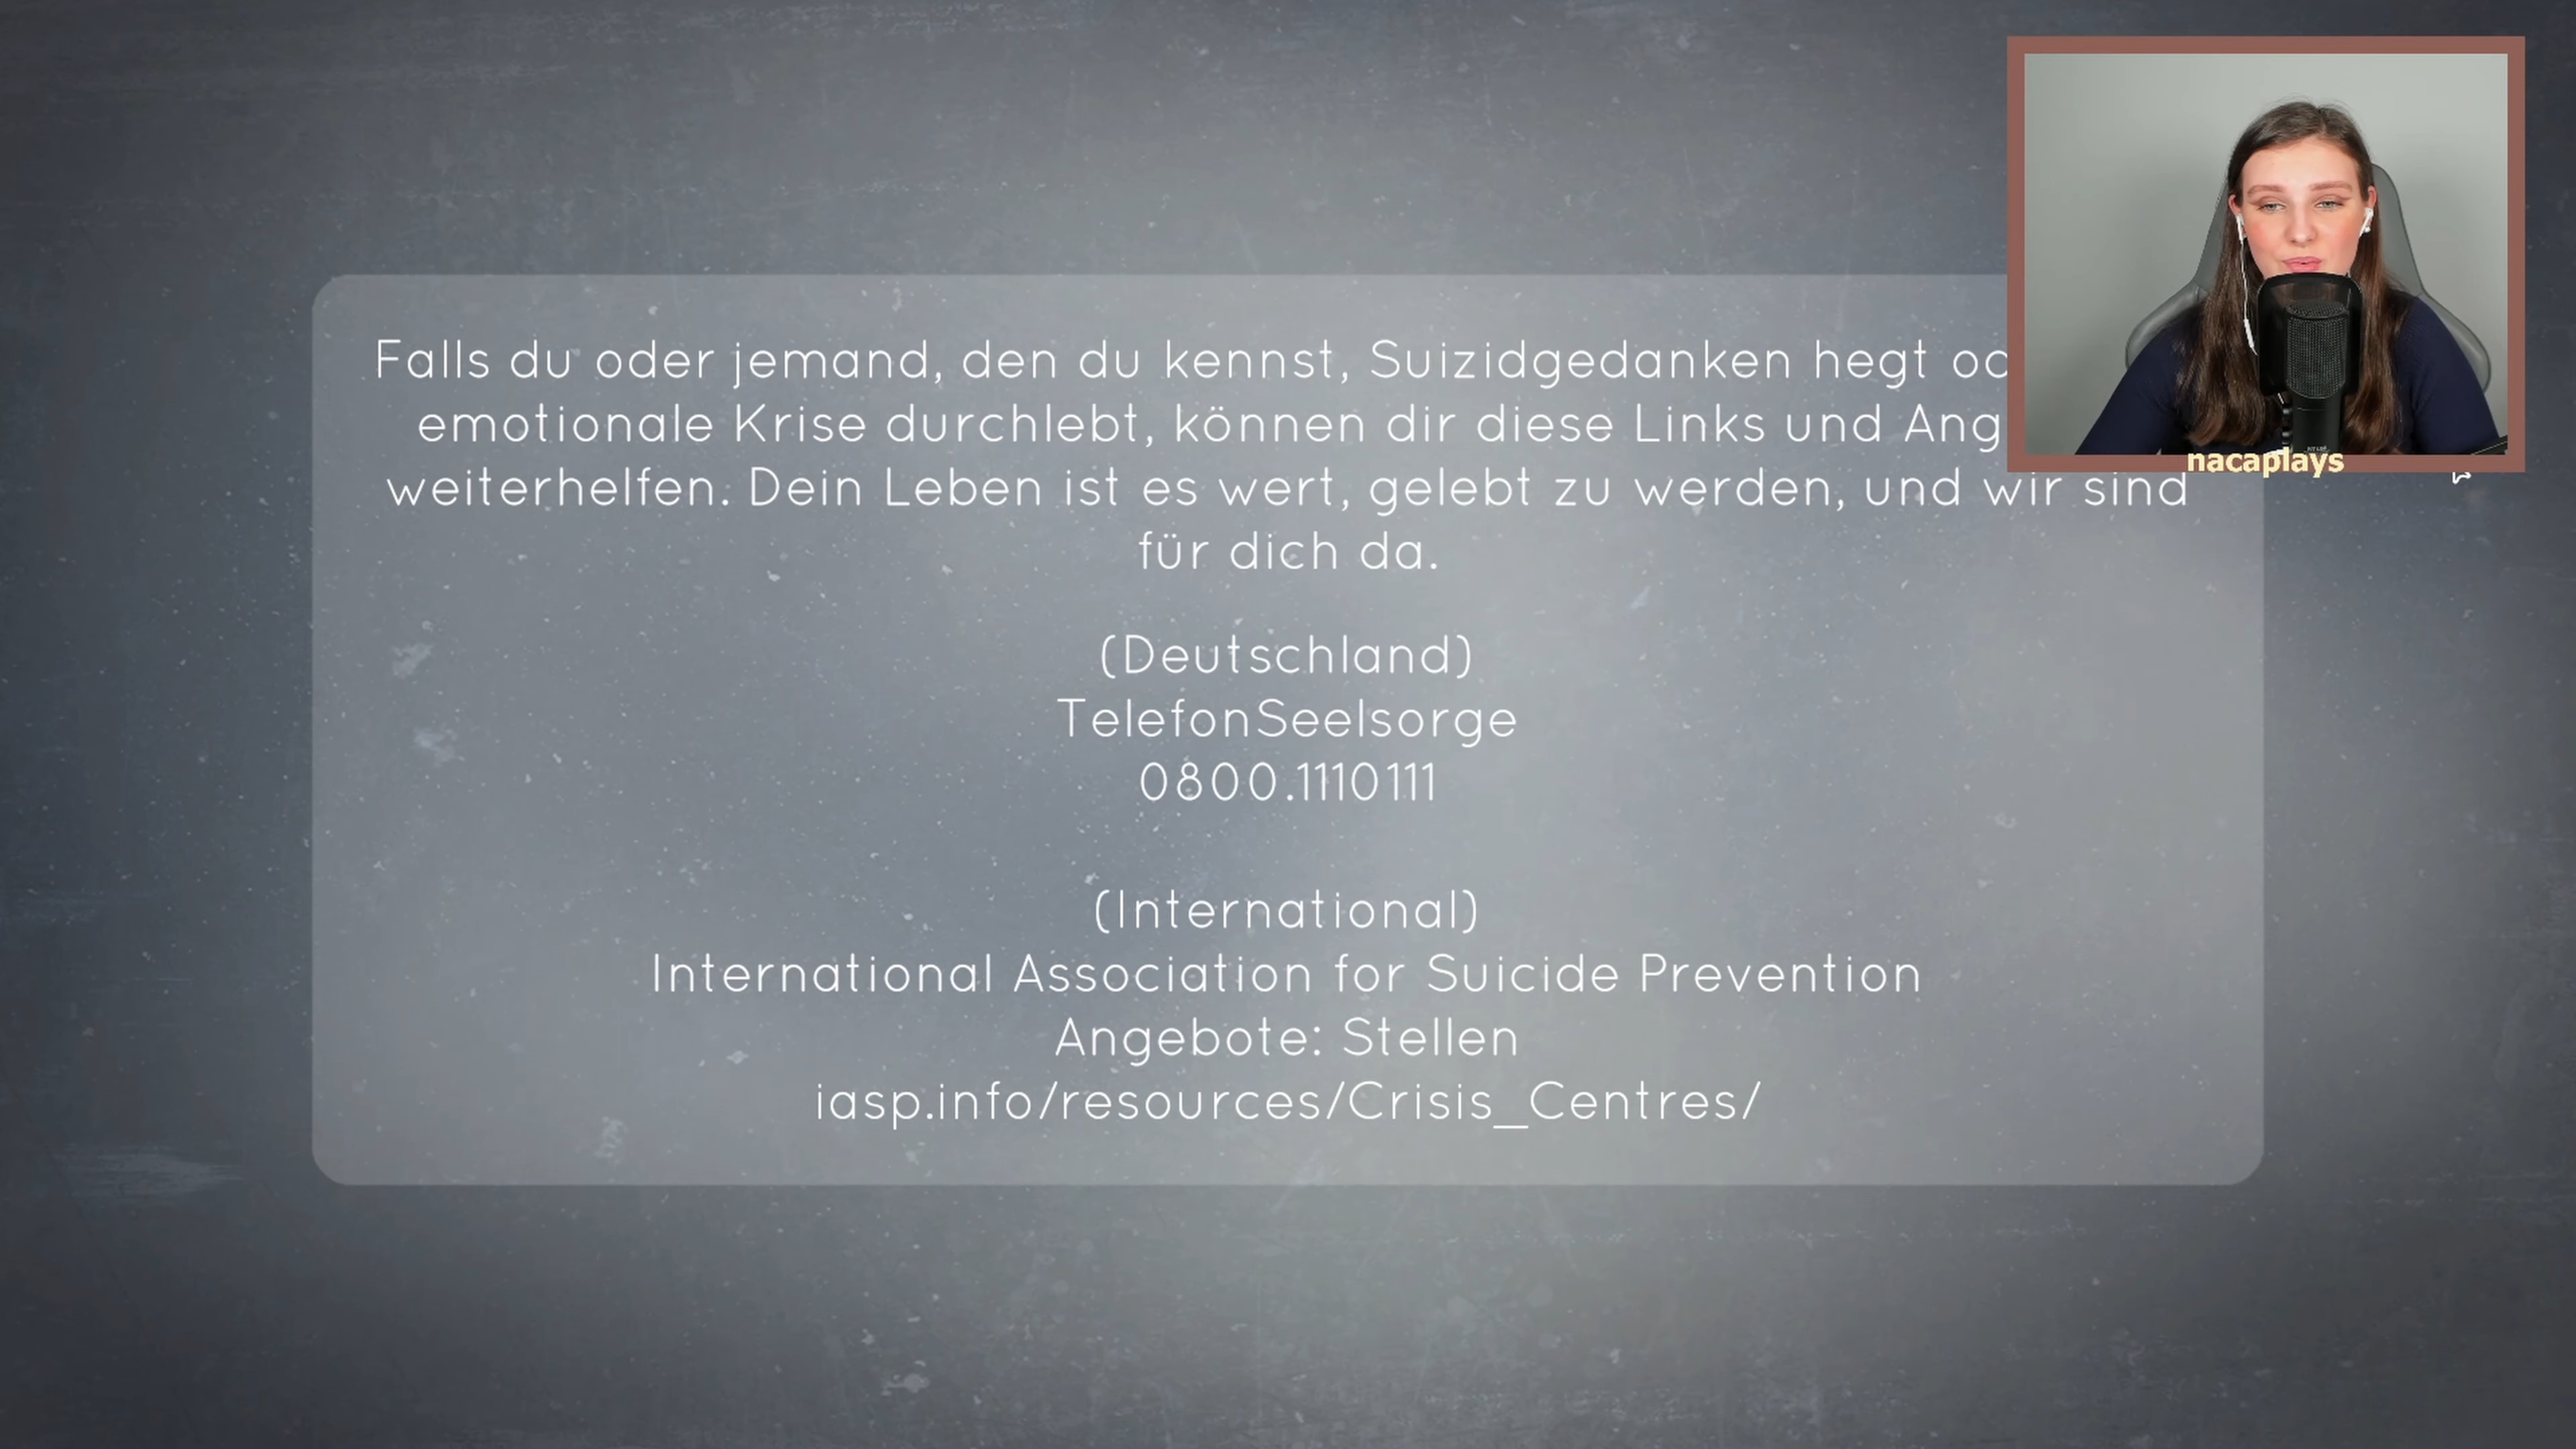 Falls du oder jemand, den du kennst, Suizidgedanken hegt
emotionale Krise durchlebt, können dir diese Links und
weiterhelfen. Dein Leben ist es wert, gelebt zu werden, und wir sind
für dich da.
(Deutschland)
TelefonSeelsorge
0800.1110111
(International)
International Association for Suicide Prevention
Angebote: Stellen
iasp.info/resources/Crisis_Centres/
nacaplays